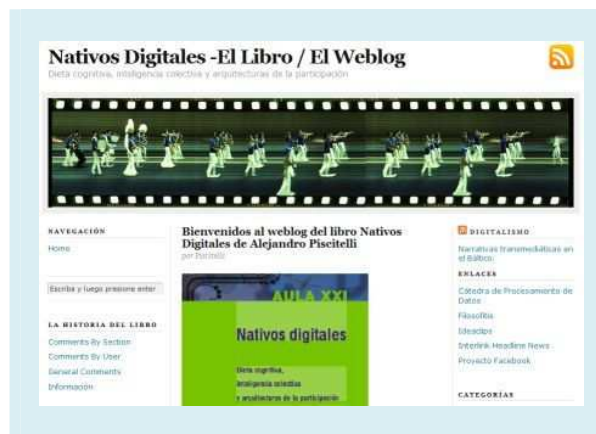 Nativos Digitales -El Libro / El Weblog
Dieta cognitiva, inteligencia colectiva y arquitecturas de la participación
NAVEGACIÓN
Home
Escriba y luego presione enter
LA HISTORIA DEL LIBRO
Comments By Section
Comments By User
General Comments
Información
Bienvenidos al weblog del libro Nativos
Digitales de Alejandro Piscitelli
por Piscitelli
AULA XXI
Nativos digitales
Dieta cognitiva,
inteligencia colectiva
y arquitecturas de la participación
DIGITALISMO
Narrativas transmediáticas en
el Báltico
ENLACES
Cátedra de Procesamiento de
Datos
Filosofitis
Ideaclips
Interlink Headline News
Proyecto Facebook
CATEGORÍAS